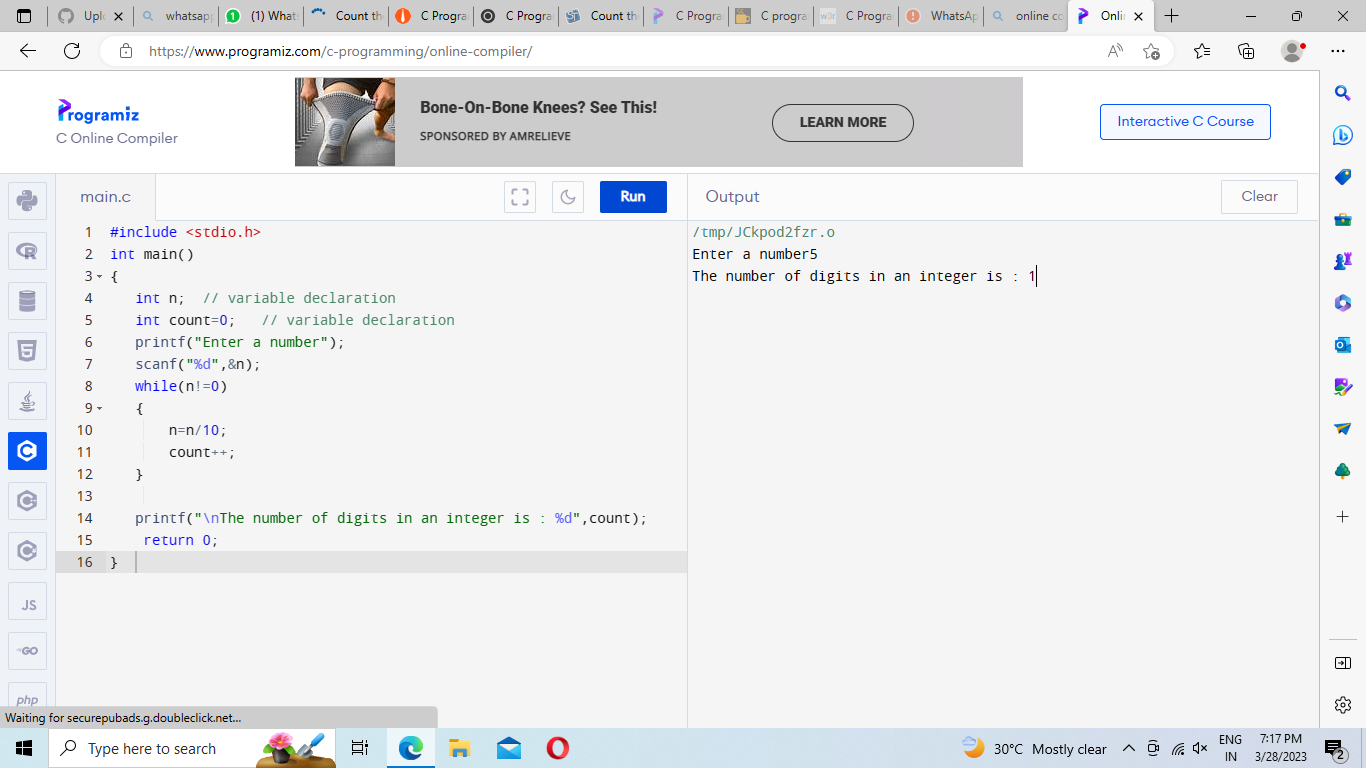 Uplo
whatsapp
(1) What
Count the
C Progra
C Progra
Count the
C Progra
C progra
C Progra
WhatsAp
online co
Onlin
https://www.programiz.com/c-programming/online-compiler/
Programiz
C Online Compiler
Bone-On-Bone Knees? See This!
SPONSORED BY AMRELIEVE
LEARN MORE
Interactive C Course
main.c
Run
Output
Clear
1 #include <stdio.h>
2 int main()
3 {
4 int n;  // variable declaration
5 int count=0;   // variable declaration
6 printf("Enter a number");
7 scanf("%d",&n);
8 while(n!=0)
9 {
10 n=n/10;
11 count++;
12 }
13
14 printf("\nThe number of digits in an integer is : %d",count);
15 return 0;
16 }
/tmp/JCkpod2fzr.o
Enter a number5
The number of digits in an integer is : 1
JS
GO
php
Waiting for securepubads.g.doubleclick.net...
Type here to search
30°C Mostly clear
ENG
IN
7:17 PM
3/28/2023
2